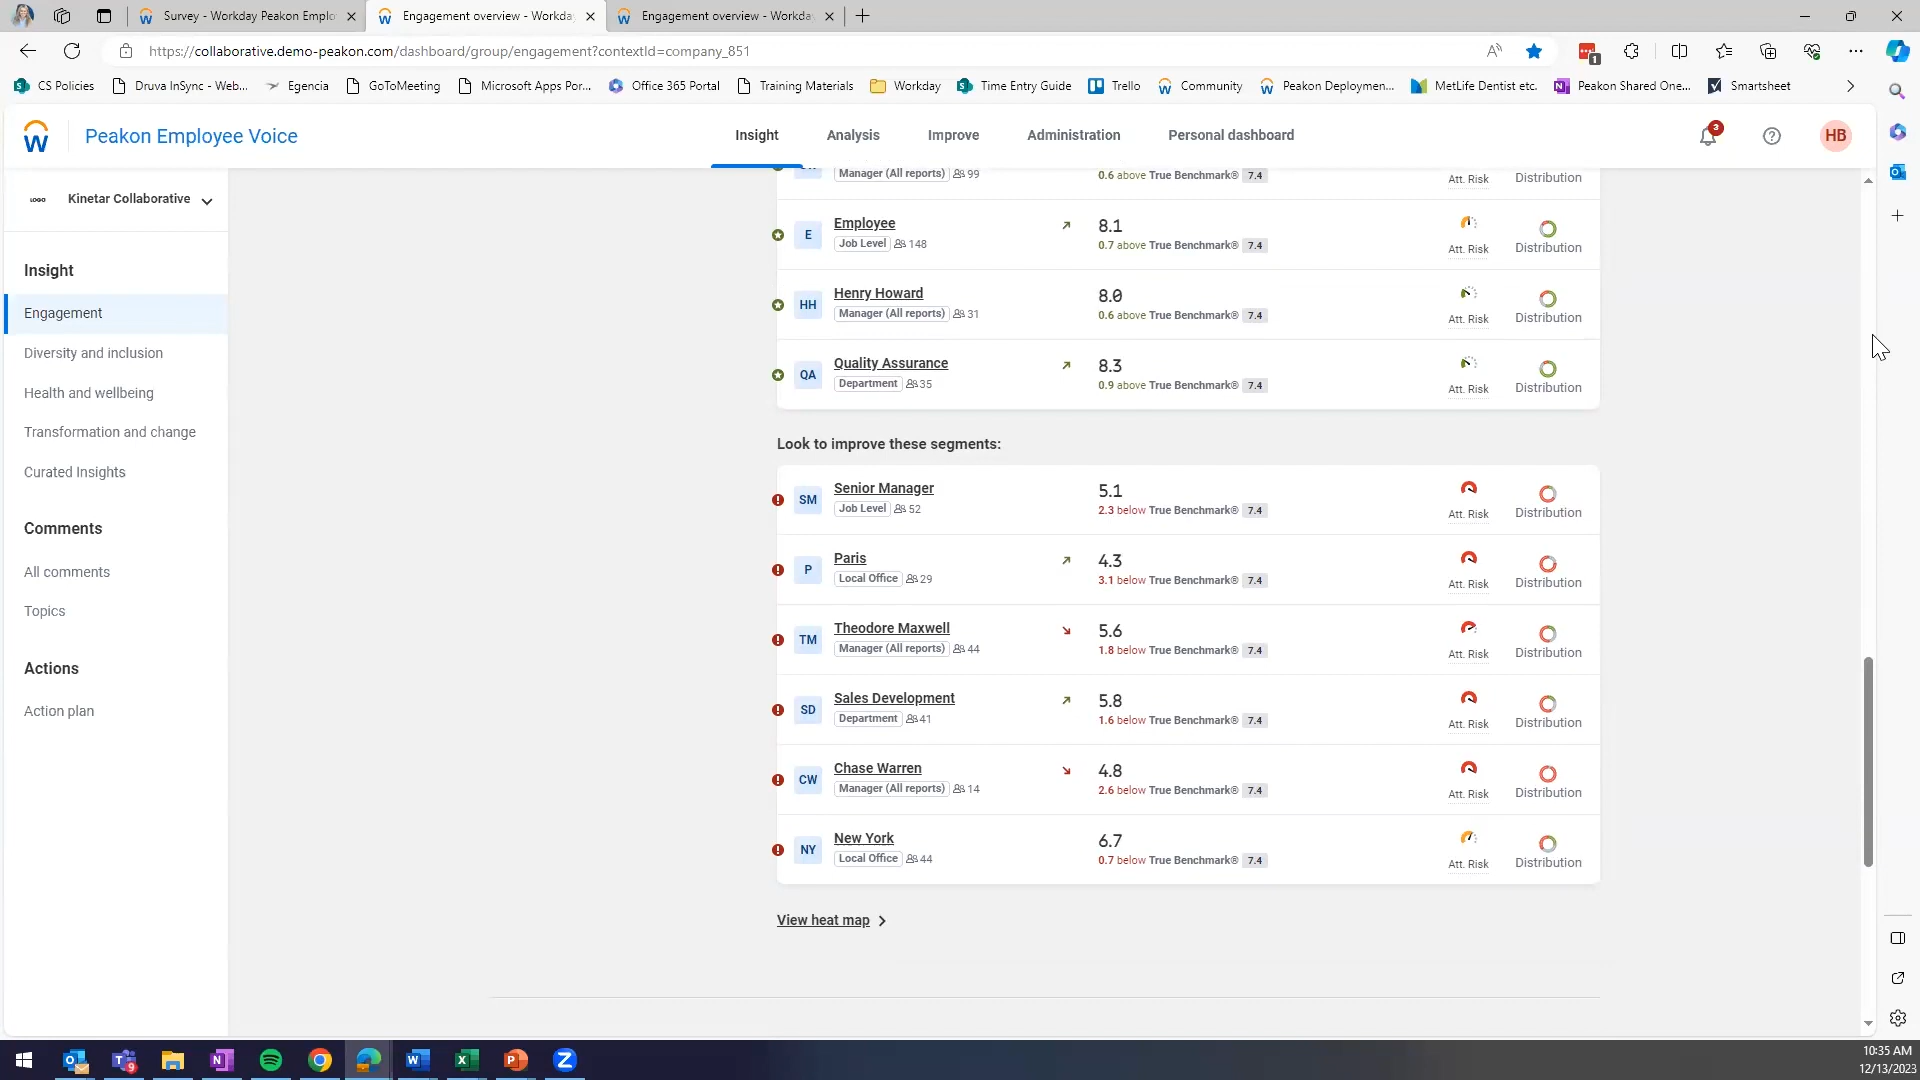 Survey - Workday Peakon Emplo
Engagement overview - Workda
Engagement overview - Workda
https://collaborative.demo-peakon.com/dashboard/group/engagement?contextId=company_851
1
CS Policies
Druva InSync - Web...
Egencia
GoToMeeting
Microsoft Apps Por...
Office 365 Portal
Training Materials
Workday
Time Entry Guide
Trello
Community
Peakon Deploymen...
MetLife Dentist etc.
Peakon Shared One...
Smartsheet
Peakon Employee Voice
Insight
Analysis
Improve
Administration
Personal dashboard
3
HB
LOGO
Kinetar Collaborative
Insight
Engagement
Diversity and inclusion
Health and wellbeing
Transformation and change
Curated Insights
Comments
All comments
Topics
Actions
Action plan
Manager (All reports) 99
0.6 above True Benchmark® 7.4
Att. Risk
Distribution
E
Employee
Job Level 148
8.1
0.7 above True Benchmark® 7.4
Att. Risk
Distribution
HH
Henry Howard
Manager (All reports) 31
8.0
0.6 above True Benchmark® 7.4
Att. Risk
Distribution
QA
Quality Assurance
Department 35
8.3
0.9 above True Benchmark® 7.4
Att. Risk
Distribution
Look to improve these segments:
SM
Senior Manager
Job Level 52
5.1
2.3 below True Benchmark® 7.4
Att. Risk
Distribution
P
Paris
Local Office 29
4.3
3.1 below True Benchmark® 7.4
Att. Risk
Distribution
TM
Theodore Maxwell
Manager (All reports) 44
5.6
1.8 below True Benchmark® 7.4
Att. Risk
Distribution
SD
Sales Development
Department 41
5.8
1.6 below True Benchmark® 7.4
Att. Risk
Distribution
CW
Chase Warren
Manager (All reports) 14
4.8
2.6 below True Benchmark® 7.4
Att. Risk
Distribution
NY
New York
Local Office 44
6.7
0.7 below True Benchmark® 7.4
Att. Risk
Distribution
View heat map
10:35 AM
12/13/2023